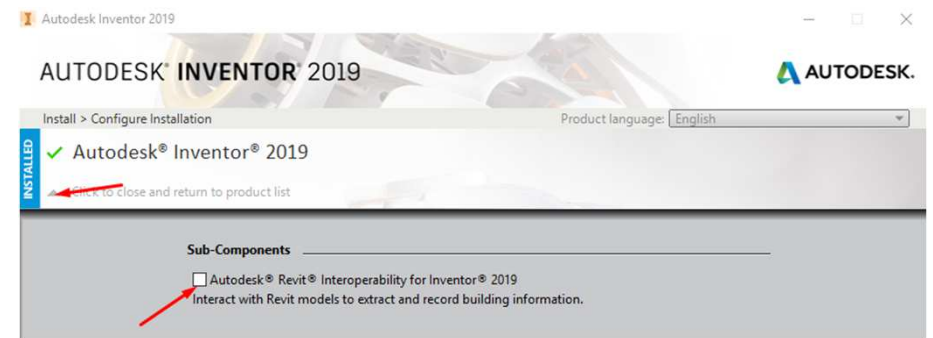 Autodesk Inventor 2019
AUTODESK® INVENTOR® 2019
AUTODESK.
Install > Configure Installation
Product language: English
INSTALLED
Autodesk® Inventor® 2019
Click to close and return to product list
Sub-Components
Autodesk® Revit® Interoperability for Inventor® 2019
Interact with Revit models to extract and record building information.